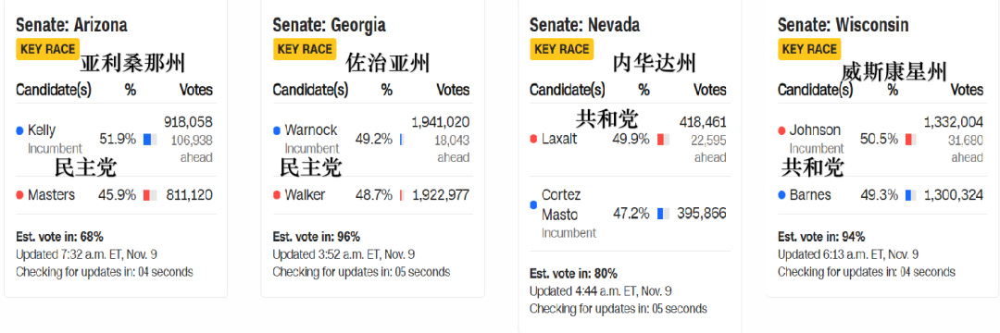 Senate: Arizona
KEY RACE
亚利桑那州
Candidate(s) % Votes
Kelly 51.9% 918,058
Incumbent 106,938
ahead
民主党
Masters 45.9% 811,120
Est. vote in: 68%
Updated 7:32 a.m. ET, Nov. 9
Checking for updates in: 04 seconds
Senate: Georgia
KEY RACE
佐治亚州
Candidate(s) % Votes
Warnock 49.2% 1,941,020
Incumbent 18,043
ahead
民主党
Walker 48.7% 1,922,977
Est. vote in: 96%
Updated 3:52 a.m. ET, Nov. 9
Checking for updates in: 05 seconds
Senate: Nevada
KEY RACE
内华达州
Candidate(s) % Votes
共和党
Laxalt 49.9% 418,461
22,595
ahead
Cortez
Masto 47.2% 395,866
Incumbent
Est. vote in: 80%
Updated 4:44 a.m. ET, Nov. 9
Checking for updates in: 05 seconds
Senate: Wisconsin
KEY RACE
威斯康星州
Candidate(s) % Votes
Johnson 50.5% 1,332,004
Incumbent 31,680
ahead
共和党
Barnes 49.3% 1,300,324
Est. vote in: 94%
Updated 6:13 a.m. ET, Nov. 9
Checking for updates in: 04 seconds